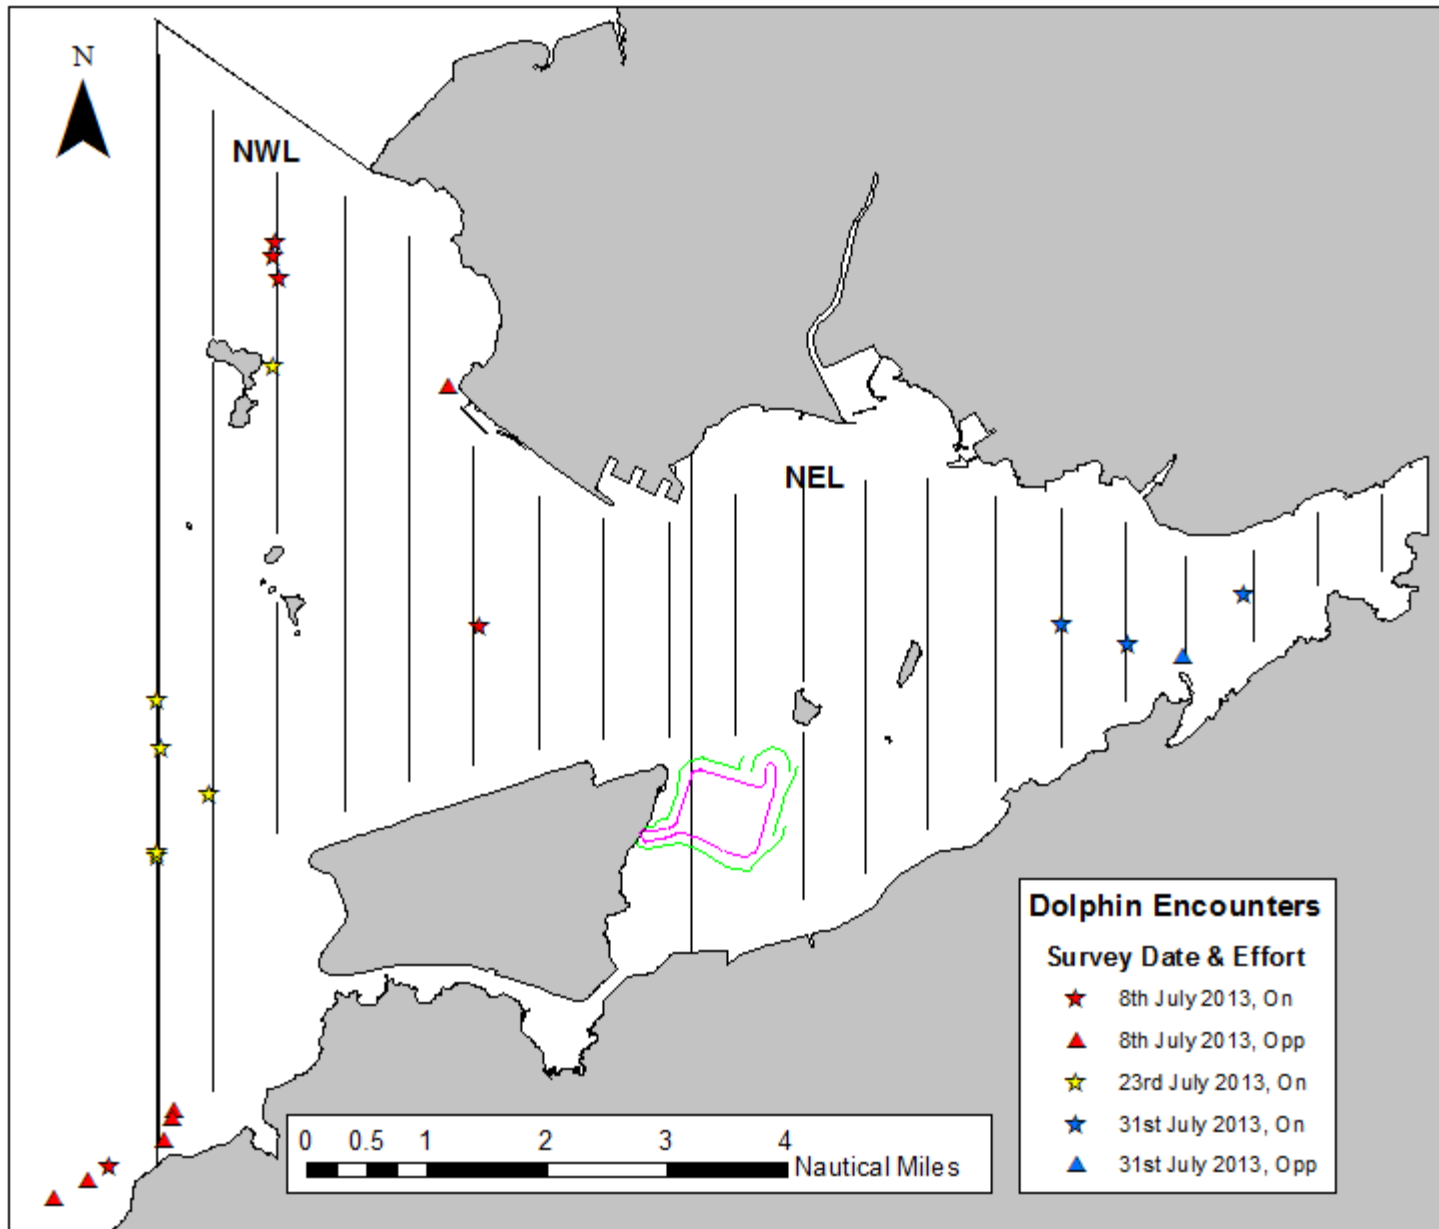 N
NWL
NEL
Dolphin Encounters
Survey Date & Effort
8th July 2013, On
8th July 2013, Opp
23rd July 2013, On
31st July 2013, On
31st July 2013, Opp
0 0.5 1 2 3 4
Nautical Miles